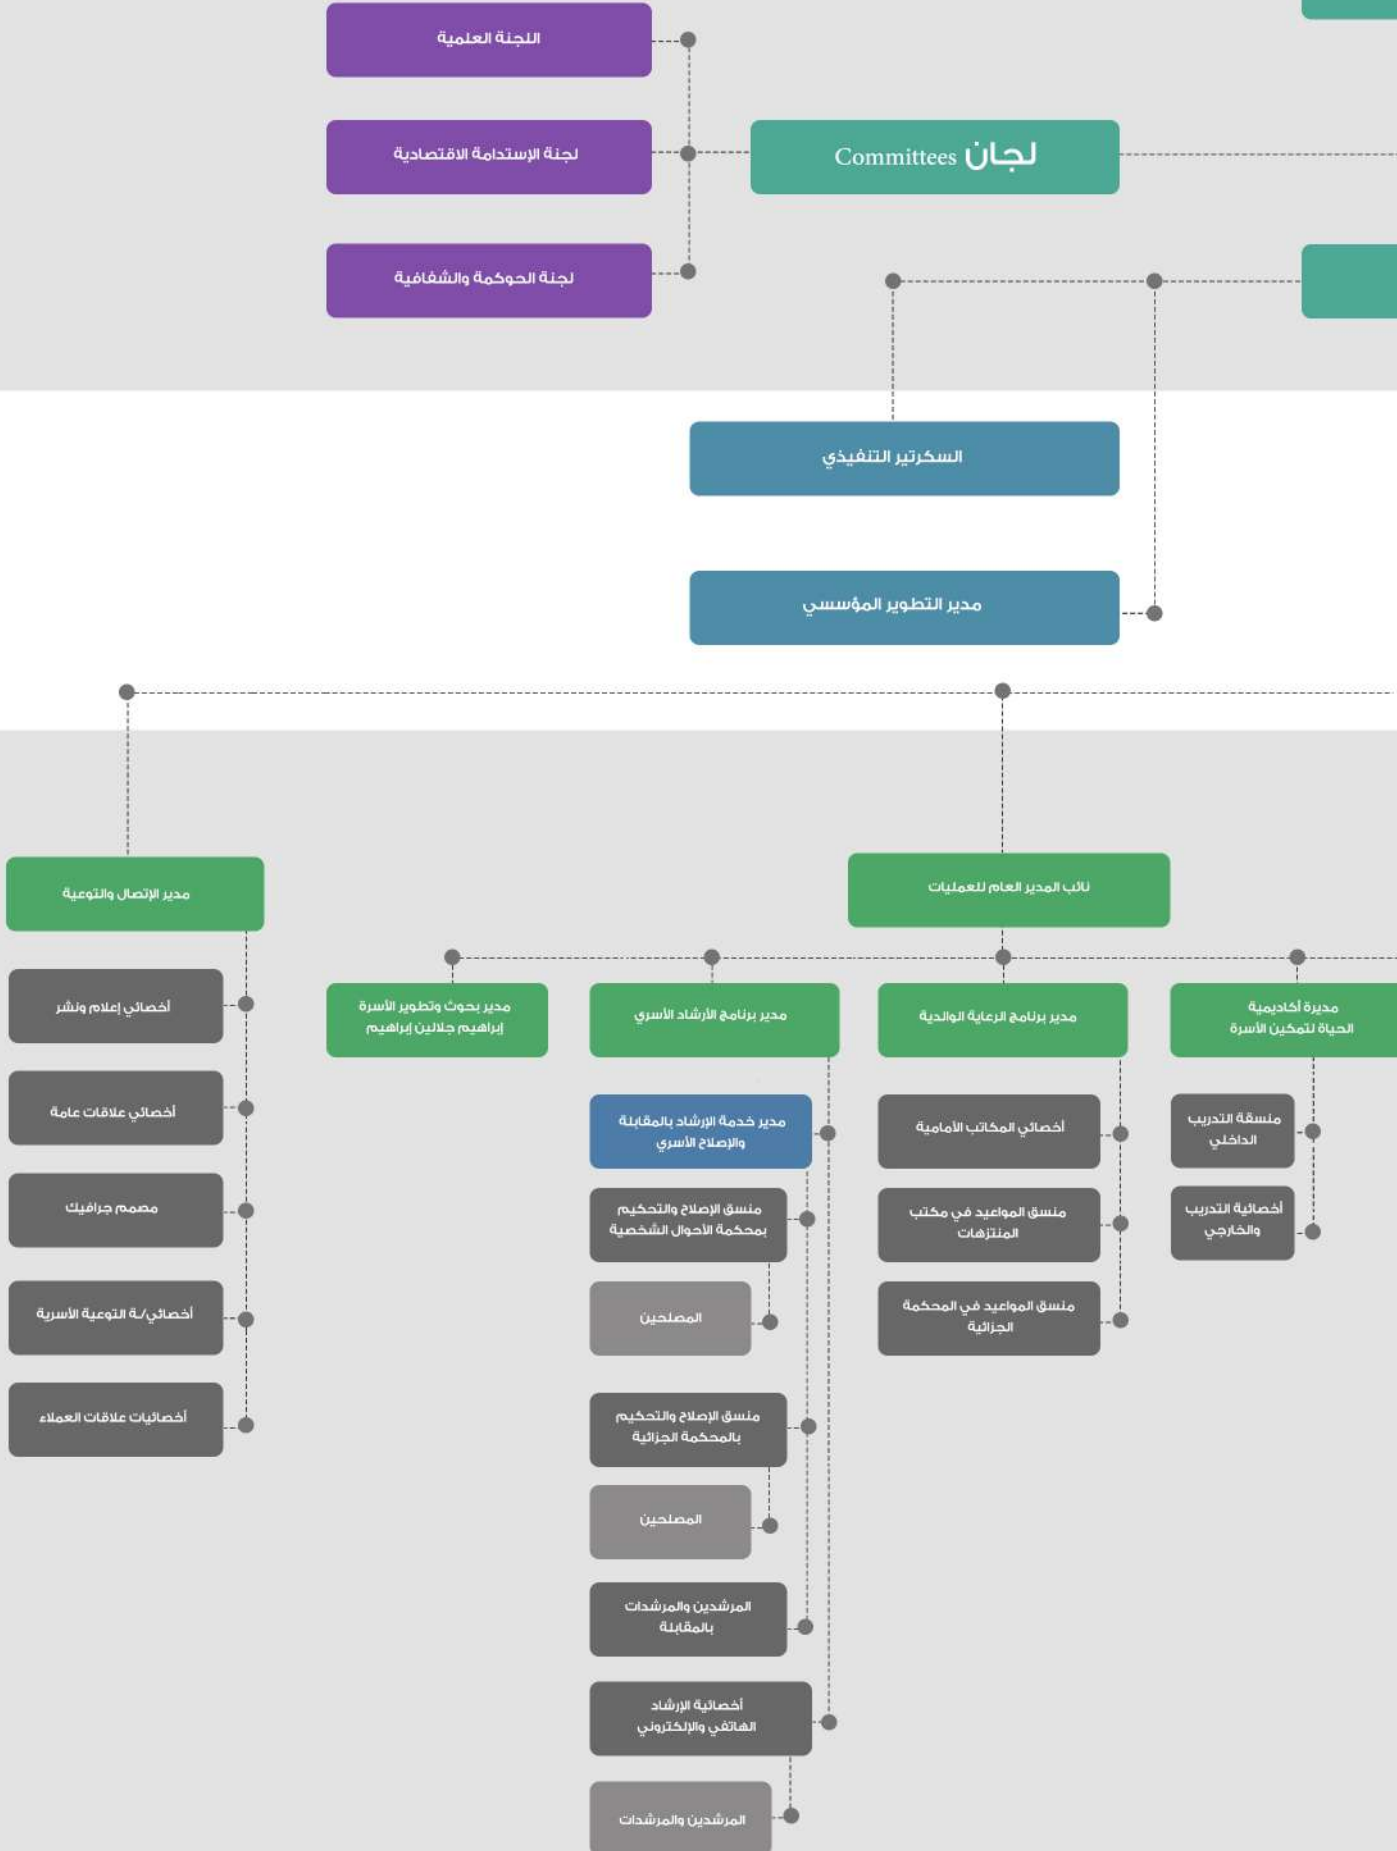 اللجنة العلمية
لجان Committees
لجنة الإستدامة الاقتصادية
لجنة الحوكمة والشفافية
السكرتير التنفيذي
مدير التطوير المؤسسي
نائب المدير العام للعمليات
مدير الإتصال والتوعية
مديرة أكاديمية
الحياة لتمكين الأسرة
منسقة التدريب
الداخلي
أخصائية التدريب
والخارجي
مدير برنامج الرعاية الوالدية
أخصائي المكاتب الأمامية
منسق المواعيد في مكتب
المنتزهات
منسق المواعيد في المحكمة
الجزائية
مدير برنامج الأرشاد الأسري
مدير خدمة الإرشاد بالمقابلة
والإصلاح الأسري
منسق الإصلاح والتحكيم
بمحكمة الأحوال الشخصية
المصلحين
منسق الإصلاح والتحكيم
بالمحكمة الجزائية
المصلحين
المرشدين والمرشدات
بالمقابلة
أخصائية الإرشاد
الهاتفي والإلكتروني
المرشدين والمرشدات
مدير بحوث وتطوير الأسرة
إبراهيم جلالين إبراهيم
أخصائي إعلام ونشر
أخصائي علاقات عامة
مصمم جرافيك
أخصائي/ـة التوعية الأسرية
أخصائيات علاقات العملاء